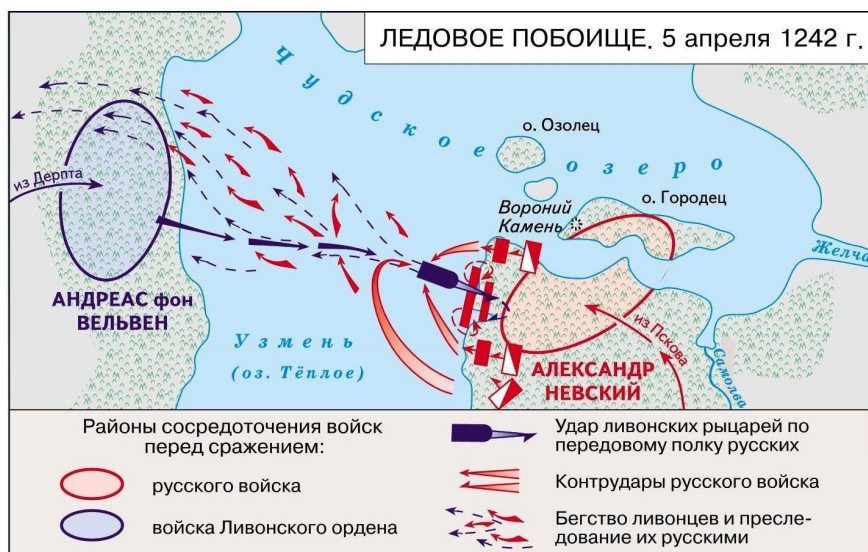 ЛЕДОВОЕ ПОБОИЩЕ. 5 апреля 1242 г.
Чудское озеро
о. Озолец
о. Городец
Вороний
Камень
Желча
из Дерпта
АНДРЕАС фон
ВЕЛЬВЕН
Узмень
(оз. Тёплое)
из Пскова
Самолва
АЛЕКСАНДР
НЕВСКИЙ
Районы сосредоточения войск
перед сражением:
русского войска
войска Ливонского ордена
Удар ливонских рыцарей по
передовому полку русских
Контрудары русского войска
Бегство ливонцев и пресле-
дование их русскими